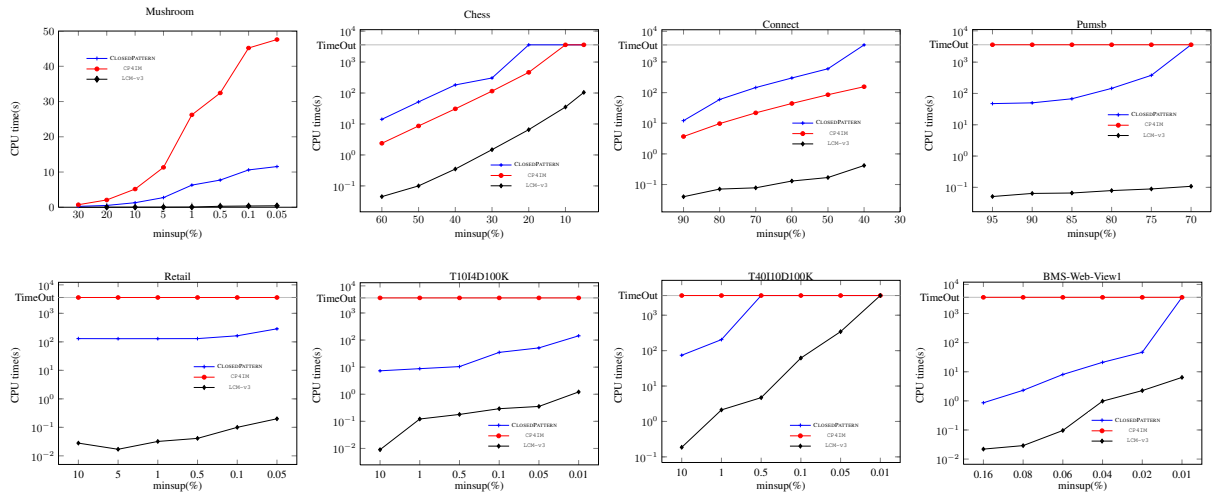 Mushroom
50
40
30
20
10
0
CPU time(s)
CLOSEDPATTERN
CP4IM
LCM-v3
30 20 10 5 1 0.5 0.1 0.05
minsup(%)
Chess
10^4
TimeOut
10^3
10^2
10^1
10^0
10^−1
CPU time(s)
CLOSEDPATTERN
CP4IM
LCM-v3
60 50 40 30 20 10
minsup(%)
Connect
10^4
TimeOut
10^3
10^2
10^1
10^0
10^−1
CPU time(s)
CLOSEDPATTERN
CP4IM
LCM-v3
90 80 70 60 50 40 30
minsup(%)
Pumsb
10^4
TimeOut
10^3
10^2
10^1
10^0
10^−1
CPU time(s)
CLOSEDPATTERN
CP4IM
LCM-v3
95 90 85 80 75 70
minsup(%)
Retail
10^4
TimeOut
10^3
10^2
10^1
10^0
10^−1
10^−2
CPU time(s)
CLOSEDPATTERN
CP4IM
LCM-v3
10 5 1 0.5 0.1 0.05
minsup(%)
T10I4D100K
10^4
TimeOut
10^3
10^2
10^1
10^0
10^−1
10^−2
CPU time(s)
CLOSEDPATTERN
CP4IM
LCM-v3
10 1 0.5 0.1 0.05 0.01
minsup(%)
T40I10D100K
TimeOut
10^3
10^2
10^1
10^0
10^−1
CPU time(s)
CLOSEDPATTERN
CP4IM
LCM-v3
10 1 0.5 0.1 0.05 0.01
minsup(%)
BMS-Web-View1
10^4
TimeOut
10^3
10^2
10^1
10^0
10^−1
10^−2
CPU time(s)
CLOSEDPATTERN
CP4IM
LCM-v3
0.16 0.08 0.06 0.04 0.02 0.01
minsup(%)